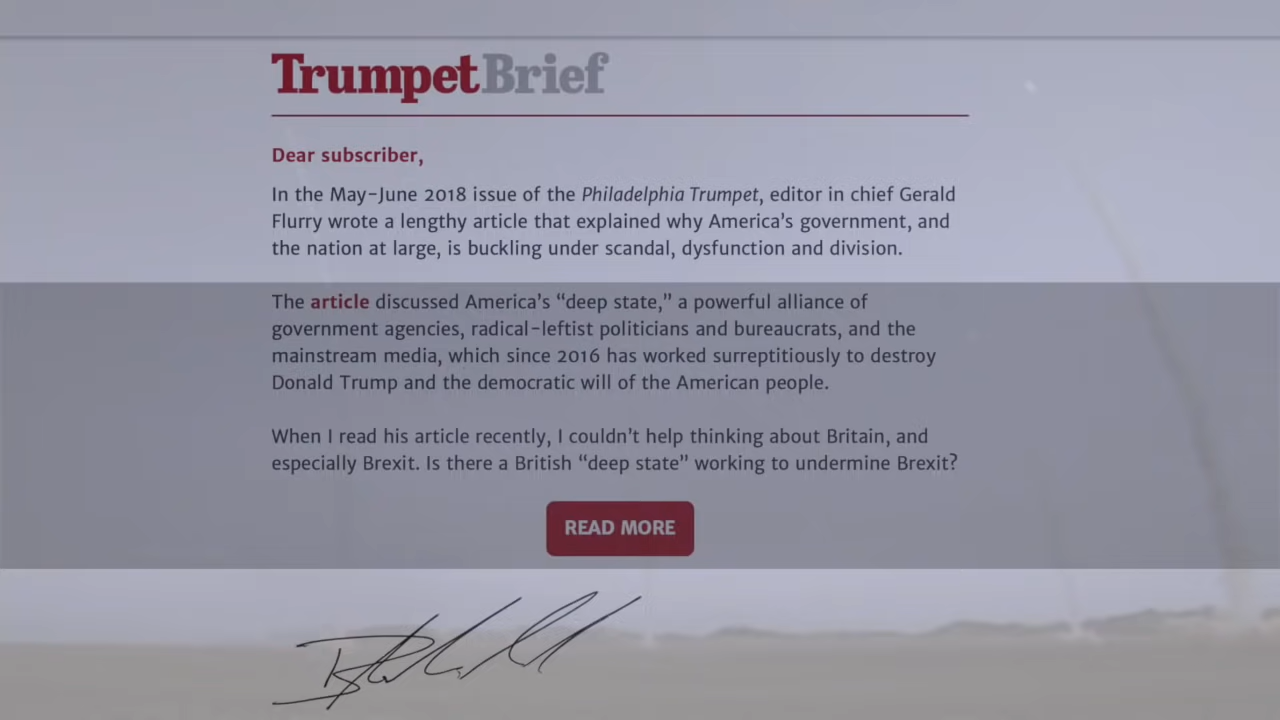 TrumpetBrief
Dear subscriber,
In the May-June 2018 issue of the Philadelphia Trumpet, editor in chief Gerald
Flurry wrote a lengthy article that explained why America's government, and
the nation at large, is buckling under scandal, dysfunction and division.
The article discussed America's “deep state,” a powerful alliance of
government agencies, radical-leftist politicians and bureaucrats, and the
mainstream media, which since 2016 has worked surreptitiously to destroy
Donald Trump and the democratic will of the American people.
When I read his article recently, I couldn't help thinking about Britain, and
especially Brexit. Is there a British “deep state” working to undermine Brexit?
READ MORE